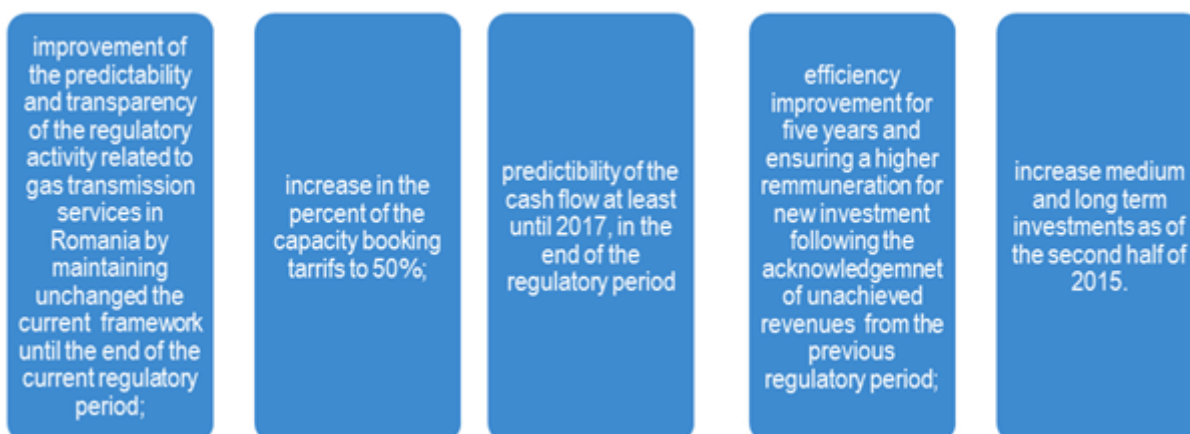 improvement of
the predictability
and transparency
of the regulatory
activity related to
gas transmission
services in
Romania by
maintaining
unchanged the
current framework
until the end of the
current regulatory
period;
increase in the
percent of the
capacity booking
tarrifs to 50%;
predictibility of the
cash flow at least
until 2017, in the
end of the
regulatory period
efficiency
improvement for
five years and
ensuring a higher
remmuneration for
new investment
following the
acknowledgemnet
of unachieved
revenues from the
previous
regulatory period;
increase medium
and long term
investments as of
the second half of
2015.